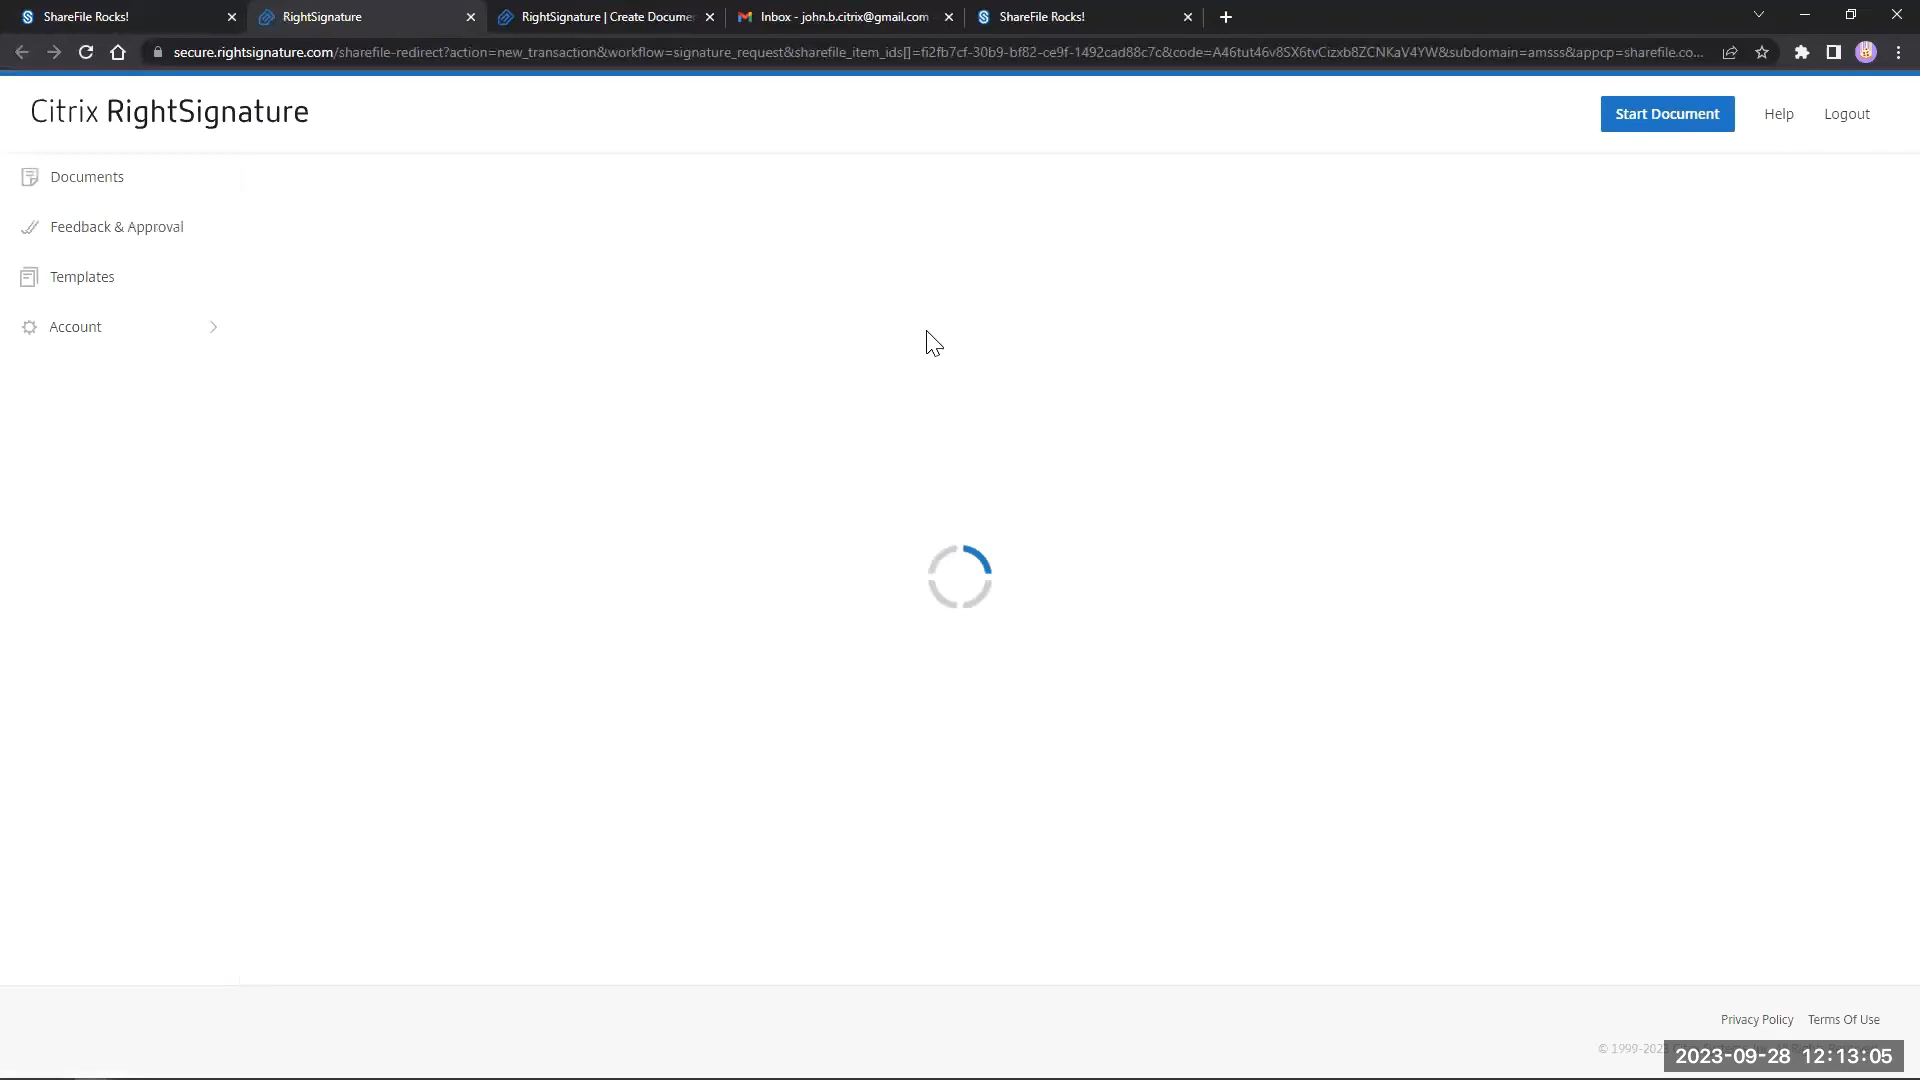 ShareFile Rocks!
RightSignature
RightSignature | Create Docume
Inbox - john.b.citrix@gmail.com
ShareFile Rocks!
secure.rightsignature.com/sharefile-redirect?action=new_transaction&workflow=signature_request&sharefile_item_ids[]=fi2fb7cf-30b9-bf82-ce9f-1492cad88c7c&code=A46tut46v8SX6tvCizxb8ZCNKaV4YW&subdomain=amsss&appcp=sharefile.co...
Citrix RightSignature
Start Document
Help
Logout
Documents
Feedback & Approval
Templates
Account
Privacy Policy
Terms Of Use
© 1999-202
2023-09-28 12:13:05